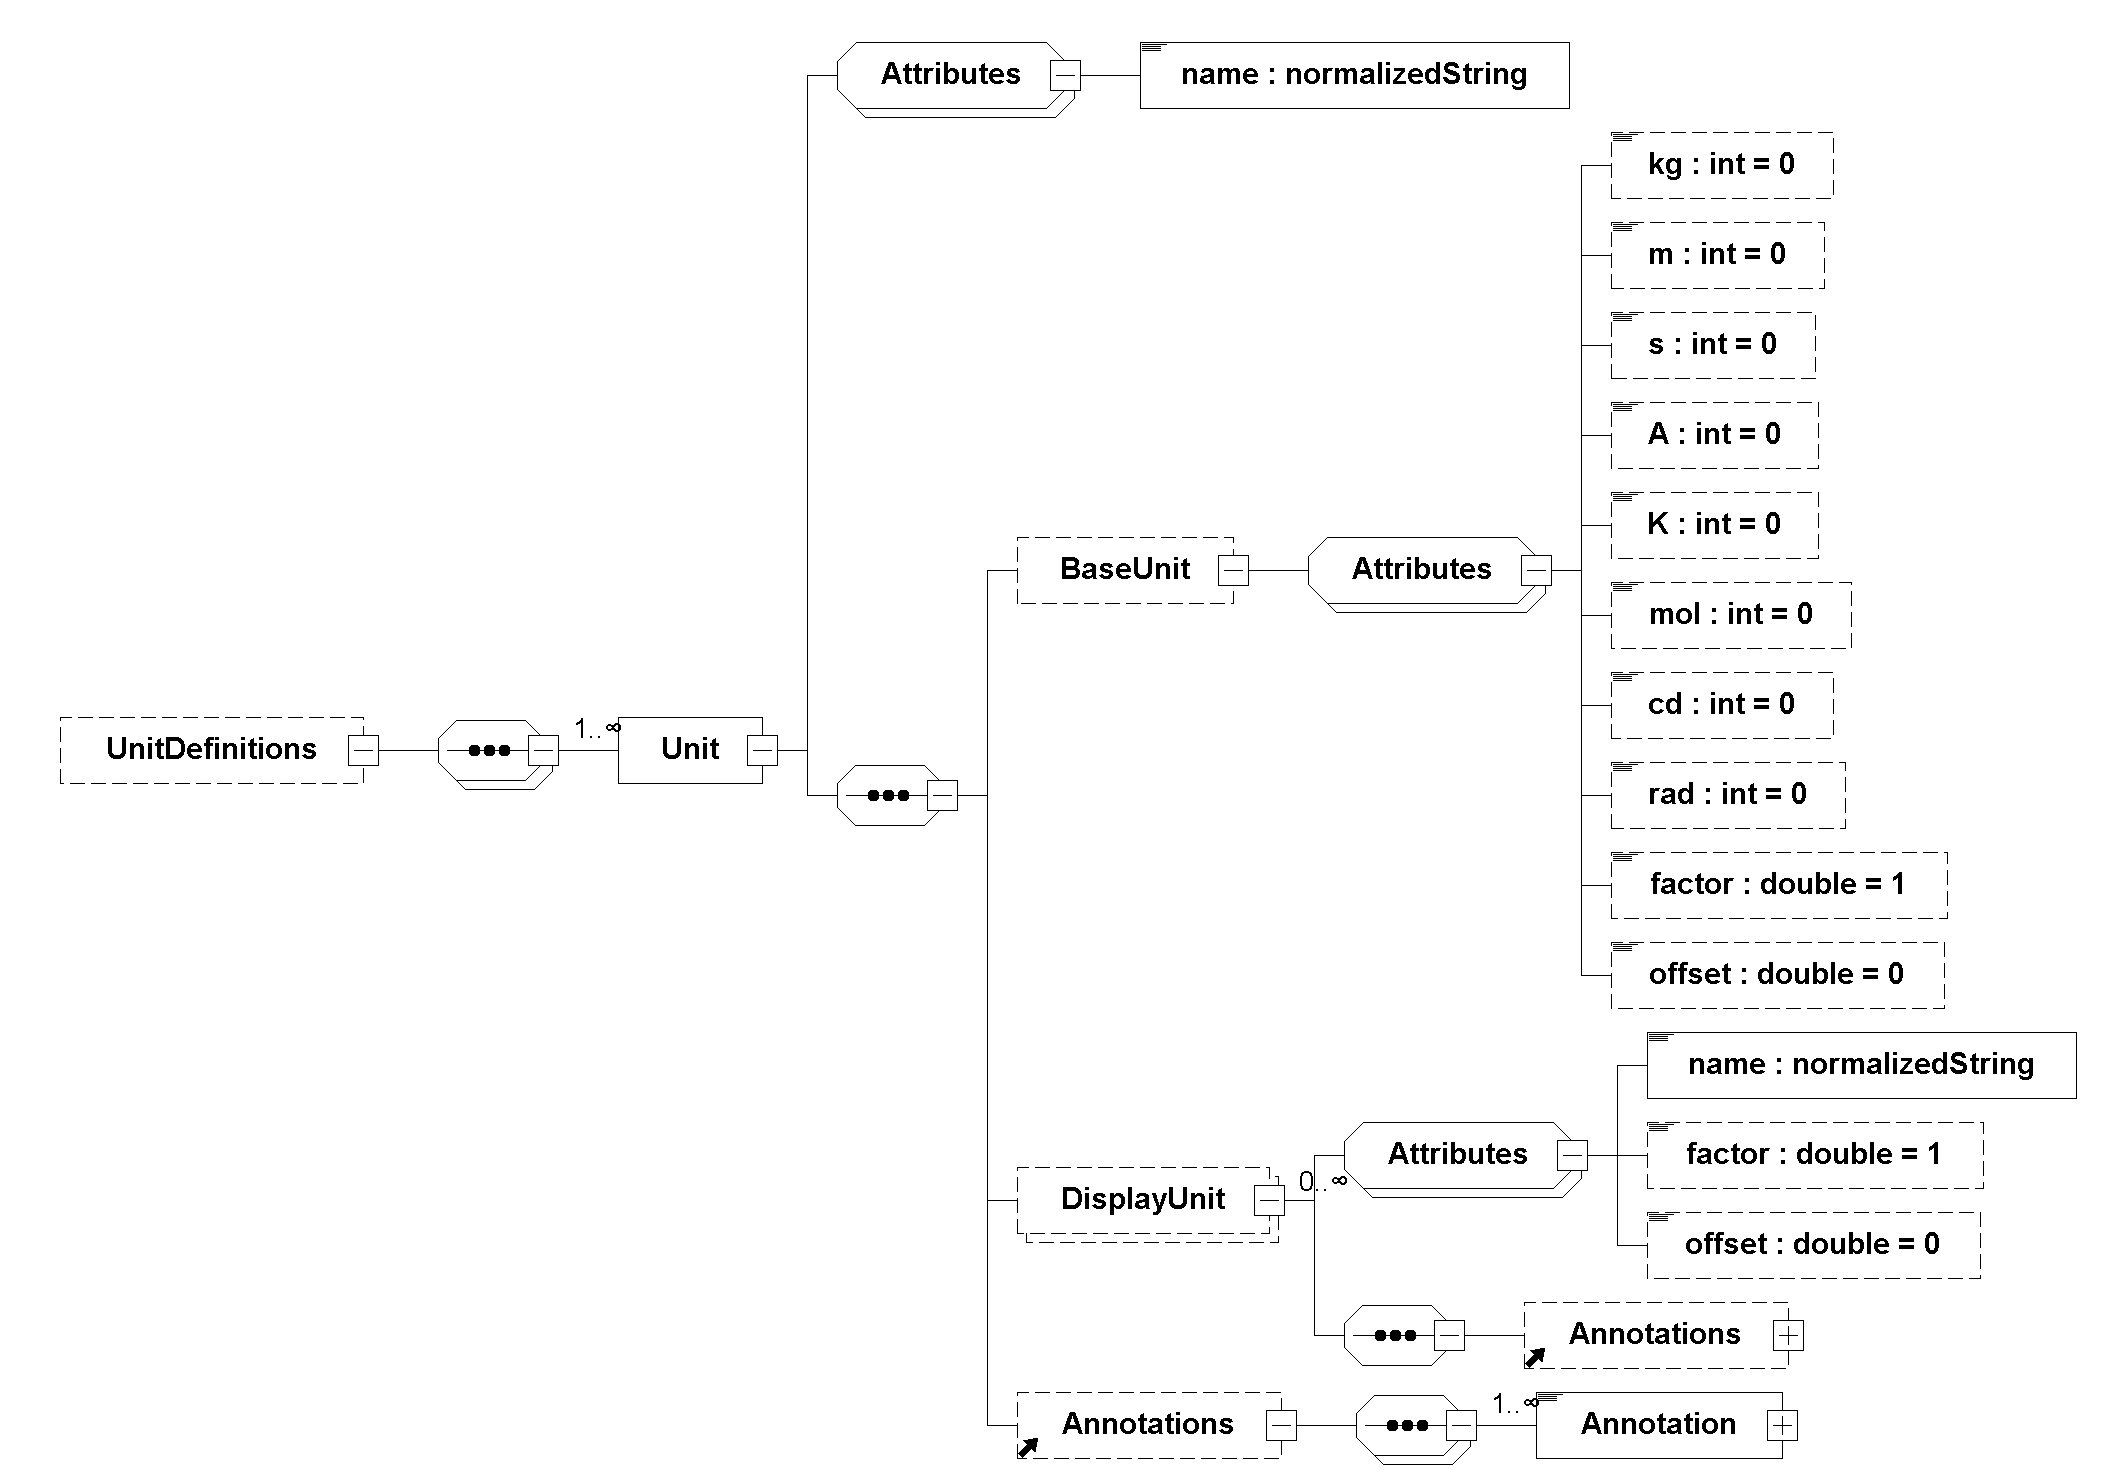 Attributes
name : normalizedString
kg : int = 0
m : int = 0
s : int = 0
A : int = 0
K : int = 0
BaseUnit
Attributes
mol : int = 0
cd : int = 0
UnitDefinitions
1..∞
Unit
rad : int = 0
factor : double = 1
offset : double = 0
name : normalizedString
Attributes
factor : double = 1
DisplayUnit
0..∞
offset : double = 0
Annotations
Annotations
1..∞
Annotation